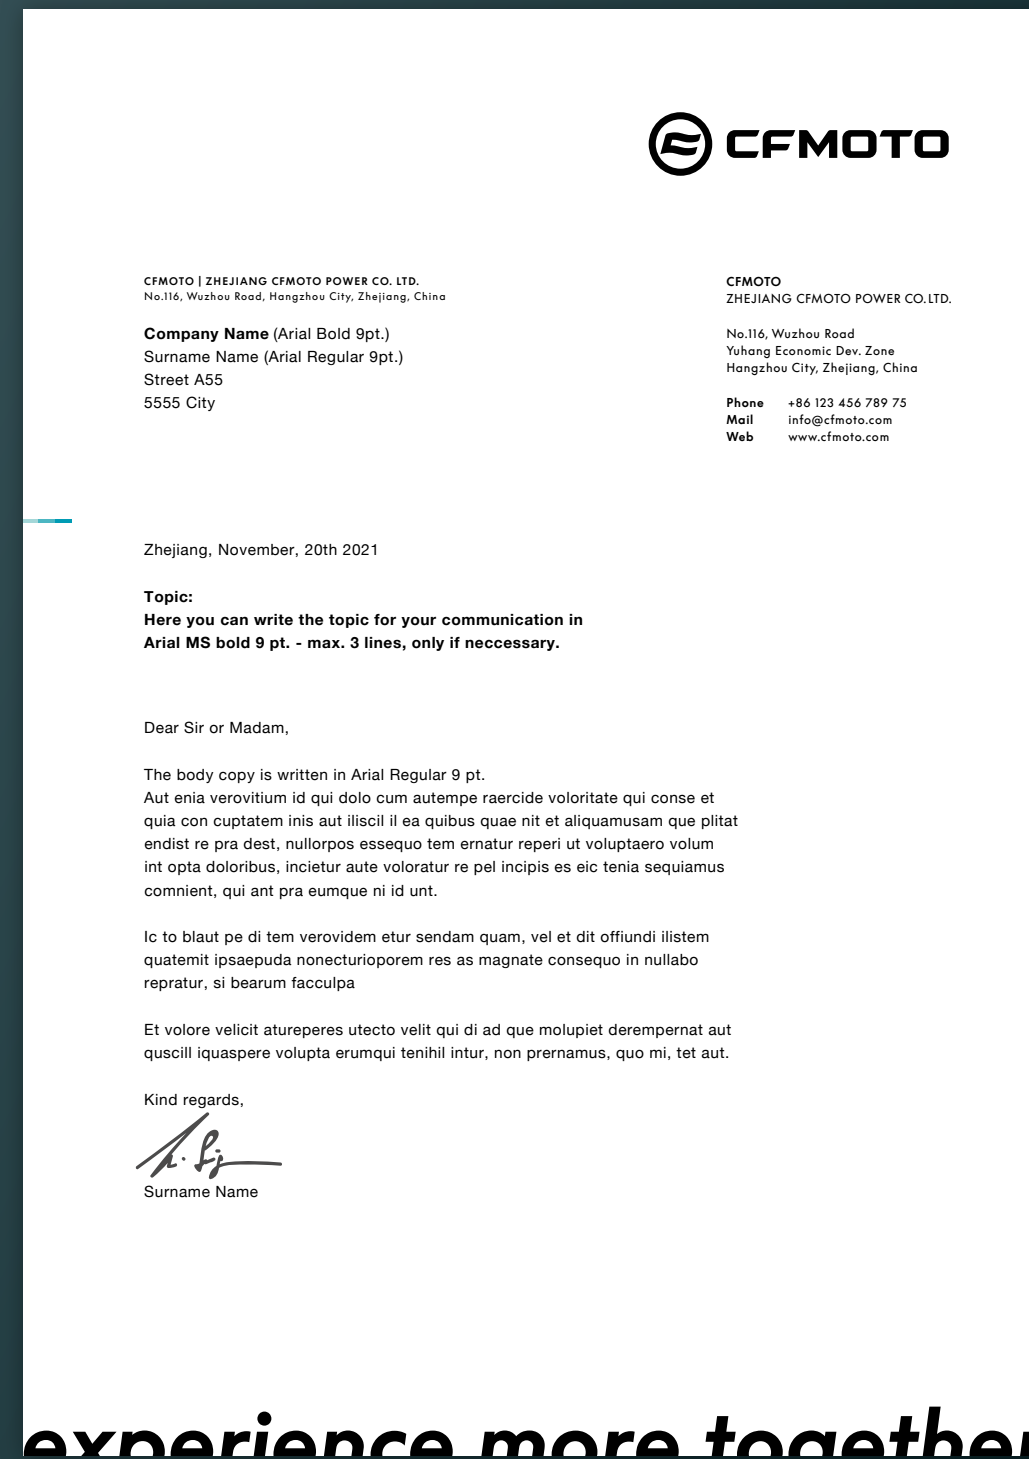 CFMOTO
CFMOTO | ZHEJIANG CFMOTO POWER CO. LTD.
No.116, Wuzhou Road, Hangzhou City, Zhejiang, China
Company Name (Arial Bold 9pt.)
Surname Name (Arial Regular 9pt.)
Street A55
5555 City
CFMOTO
ZHEJIANG CFMOTO POWER CO. LTD.
No.116, Wuzhou Road
Yuhang Economic Dev. Zone
Hangzhou City, Zhejiang, China
Phone +86 123 456 789 75
Mail info@cfmoto.com
Web www.cfmoto.com
Zhejiang, November, 20th 2021
Topic:
Here you can write the topic for your communication in
Arial MS bold 9 pt. - max. 3 lines, only if neccessary.
Dear Sir or Madam,
The body copy is written in Arial Regular 9 pt.
Aut enia verovitium id qui dolo cum autempe raercide voloritate qui conse et
quia con cuptatem inis aut iliscil il ea quibus quae nit et aliquamusam que plitat
endist re pra dest, nullorpos essequo tem ernatur reperi ut voluptaero volum
int opta doloribus, incietur aute voloratur re pel incipis es eic tenia sequiamus
comnient, qui ant pra eumque ni id unt.
Ic to blaut pe di tem verovidem etur sendam quam, vel et dit offiundi ilistem
quatemit ipsaepuda nonecturioporem res as magnate consequo in nullabo
repratur, si bearum facculpa
Et volore velicit atureperes utecto velit qui di ad que molupiet derempernat aut
quscill iquaspere volupta erumqui tenihil intur, non prernamus, quo mi, tet aut.
Kind regards,
Surname Name
experience more together